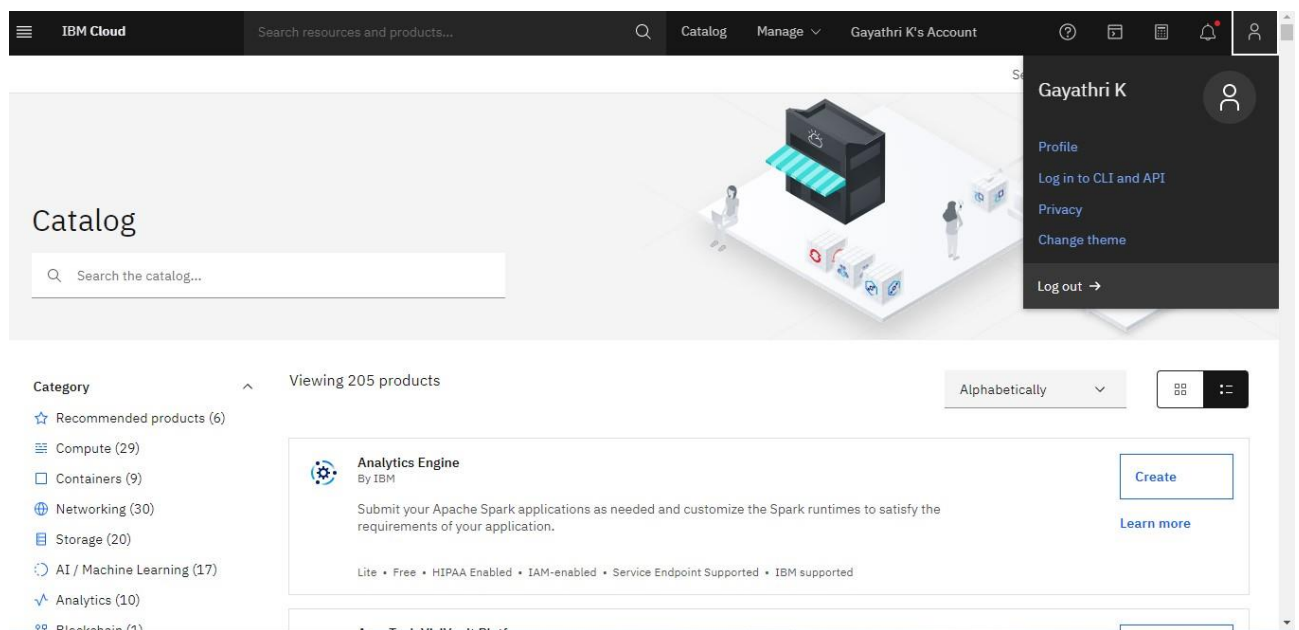 IBM Cloud
Search resources and products...
Catalog
Manage
Gayathri K's Account
Gayathri K
Profile
Log in to CLI and API
Privacy
Change theme
Log out →
Catalog
Search the catalog...
Category
Recommended products (6)
Compute (29)
Containers (9)
Networking (30)
Storage (20)
AI / Machine Learning (17)
Analytics (10)
Blockchain (1)
Viewing 205 products
Alphabetically
Analytics Engine
By IBM
Submit your Apache Spark applications as needed and customize the Spark runtimes to satisfy the
requirements of your application.
Lite • Free • HIPAA Enabled • IAM-enabled • Service Endpoint Supported • IBM supported
Create
Learn more